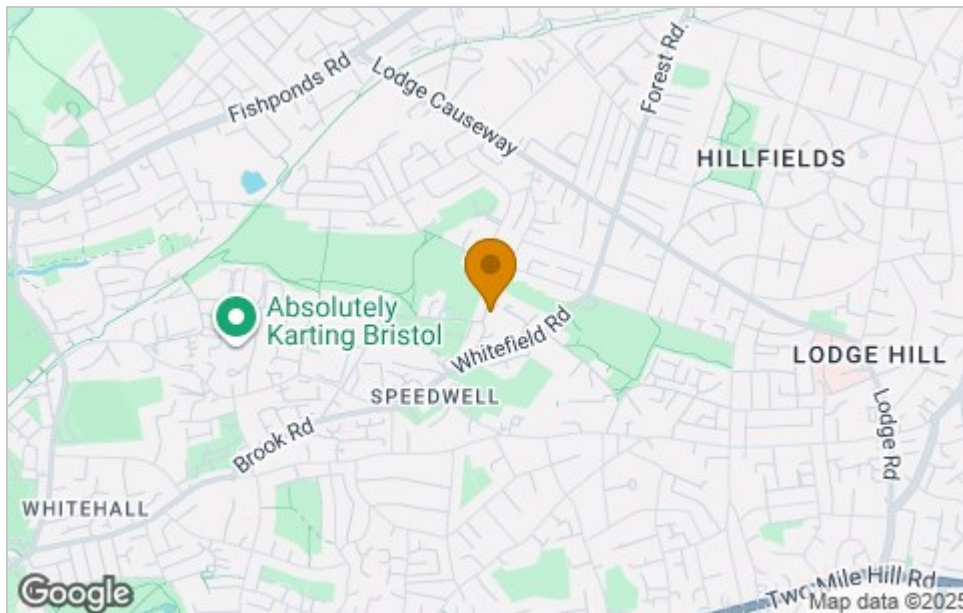 Fishponds Rd
Lodge Causeway
Forest Rd.
HILLFIELDS
Absolutely
Karting Bristol
Whitefield Rd
LODGE HILL
SPEEDWELL
Lodge Rd
Brook Rd
WHITEHALL
Google
Two Mile Hill Rd
Map data ©2025